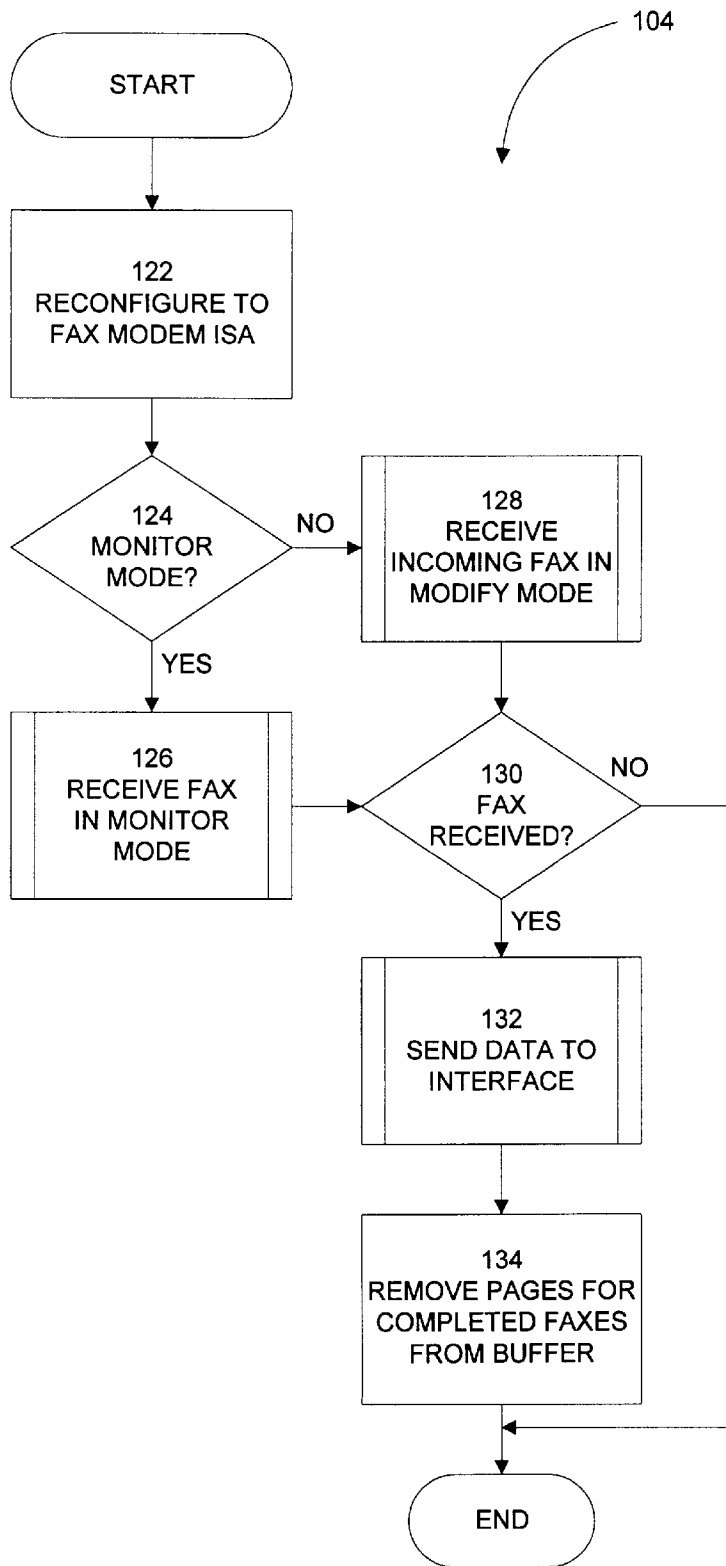 104
START
122
RECONFIGURE TO
FAX MODEM ISA
124
MONITOR
MODE?
NO
YES
128
RECEIVE
INCOMING FAX IN
MODIFY MODE
126
RECEIVE FAX
IN MONITOR
MODE
130
FAX
RECEIVED?
NO
YES
132
SEND DATA TO
INTERFACE
134
REMOVE PAGES FOR
COMPLETED FAXES
FROM BUFFER
END